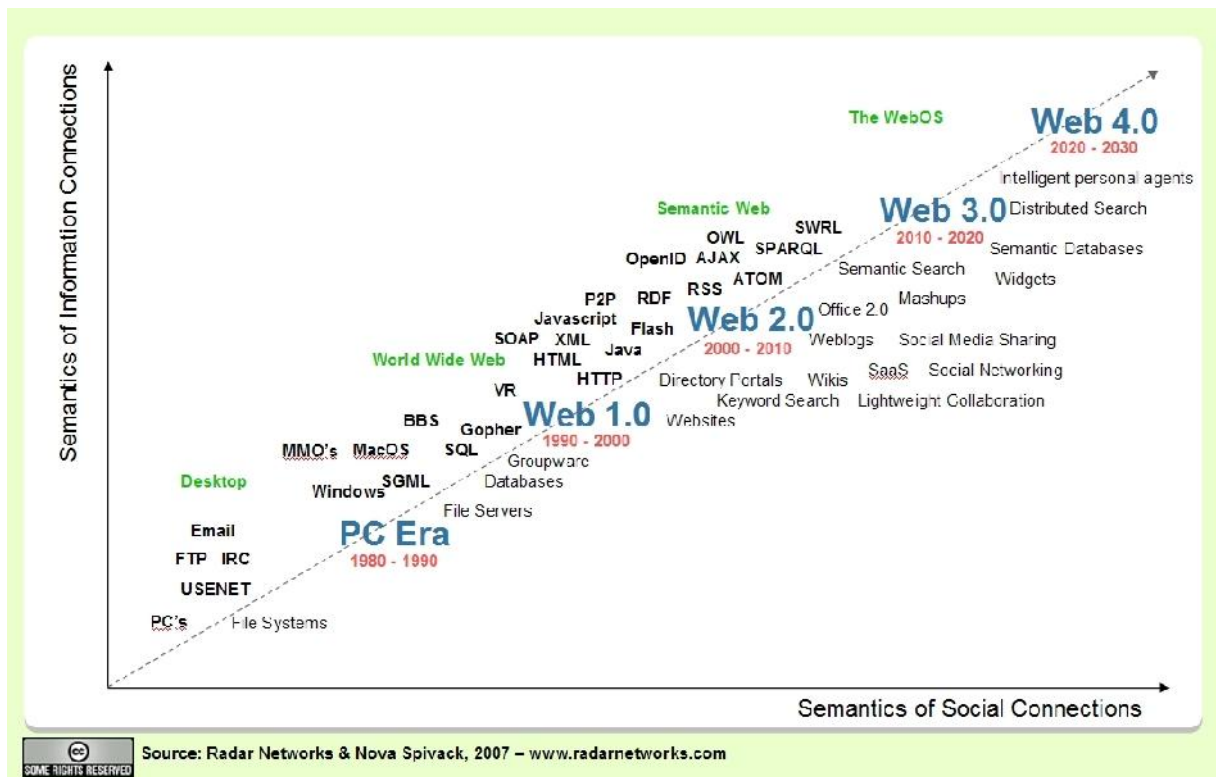 Semantics of Information Connections
The WebOS
Web 4.0
2020 - 2030
Intelligent personal agents
Semantic Web
Web 3.0
Distributed Search
2010 - 2020
SWRL
OWL
SPARQL
Semantic Databases
OpenID
AJAX
Semantic Search
Widgets
ATOM
RSS
P2P
RDF
Mashups
Office 2.0
Javascript
Web 2.0
Flash
SOAP
XML
Weblogs
Social Media Sharing
Java
2000 - 2010
World Wide Web
HTML
SaaS
Social Networking
HTTP
Directory Portals
Wikis
VR
Keyword Search
Lightweight Collaboration
Web 1.0
Websites
BBS
Gopher
1990 - 2000
MMO's
MacOS
SQL
Groupware
Desktop
SGML
Databases
Windows
File Servers
Email
PC Era
1980 - 1990
FTP
IRC
USENET
PC's
File Systems
Semantics of Social Connections
cc
SOME RIGHTS RESERVED
Source: Radar Networks & Nova Spivack, 2007 – www.radarnetworks.com